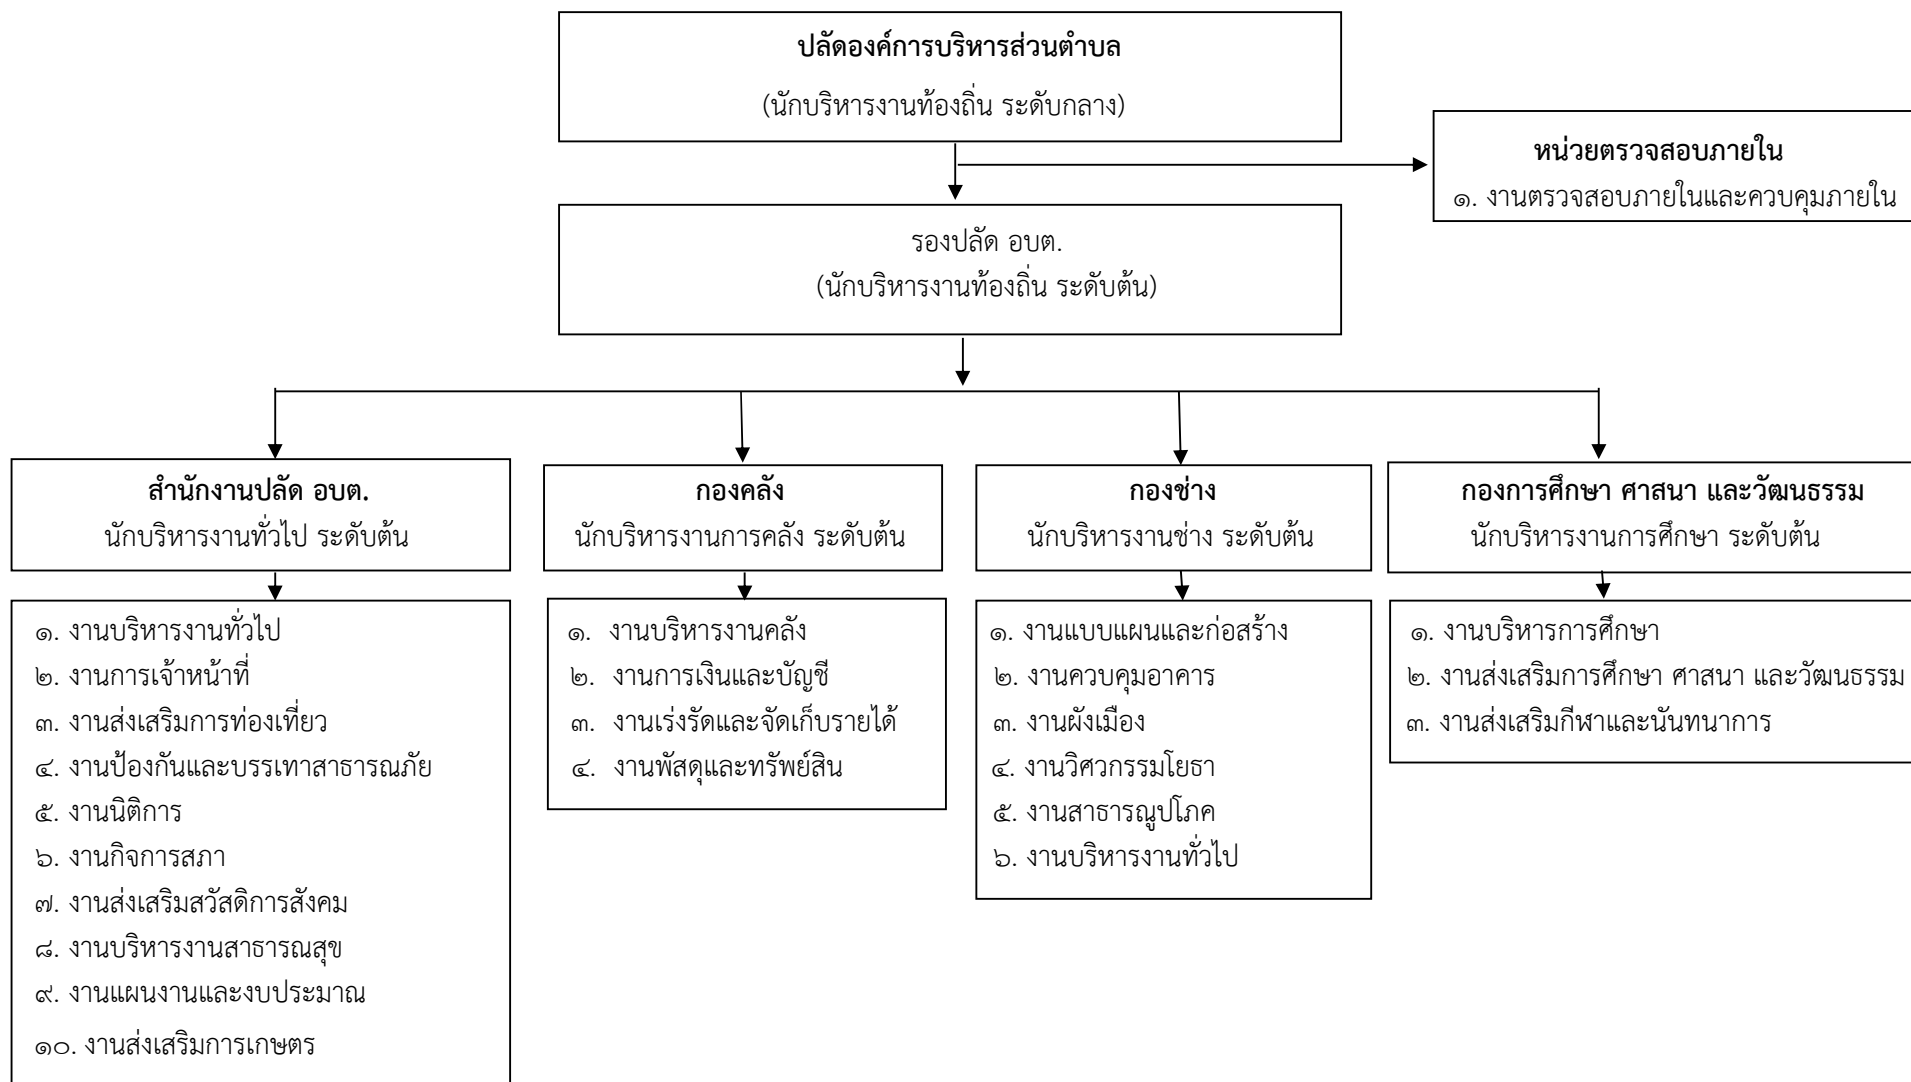 ปลัดองค์การบริหารส่วนตำบล
(นักบริหารงานท้องถิ่น ระดับกลาง)
หน่วยตรวจสอบภายใน
๑. งานตรวจสอบภายในและควบคุมภายใน
รองปลัด อบต.
(นักบริหารงานท้องถิ่น ระดับต้น)
สำนักงานปลัด อบต.
นักบริหารงานทั่วไป ระดับต้น
๑. งานบริหารงานทั่วไป
๒. งานการเจ้าหน้าที่
๓. งานส่งเสริมการท่องเที่ยว
๔. งานป้องกันและบรรเทาสาธารณภัย
๕. งานนิติการ
๖. งานกิจการสภา
๗. งานส่งเสริมสวัสดิการสังคม
๘. งานบริหารงานสาธารณสุข
๙. งานแผนงานและงบประมาณ
๑๐. งานส่งเสริมการเกษตร
กองคลัง
นักบริหารงานการคลัง ระดับต้น
๑. งานบริหารงานคลัง
๒. งานการเงินและบัญชี
๓. งานเร่งรัดและจัดเก็บรายได้
๔. งานพัสดุและทรัพย์สิน
กองช่าง
นักบริหารงานช่าง ระดับต้น
๑. งานแบบแผนและก่อสร้าง
๒. งานควบคุมอาคาร
๓. งานผังเมือง
๔. งานวิศวกรรมโยธา
๕. งานสาธารณูปโภค
๖. งานบริหารงานทั่วไป
กองการศึกษา ศาสนา และวัฒนธรรม
นักบริหารงานการศึกษา ระดับต้น
๑. งานบริหารการศึกษา
๒. งานส่งเสริมการศึกษา ศาสนา และวัฒนธรรม
๓. งานส่งเสริมกีฬาและนันทนาการ